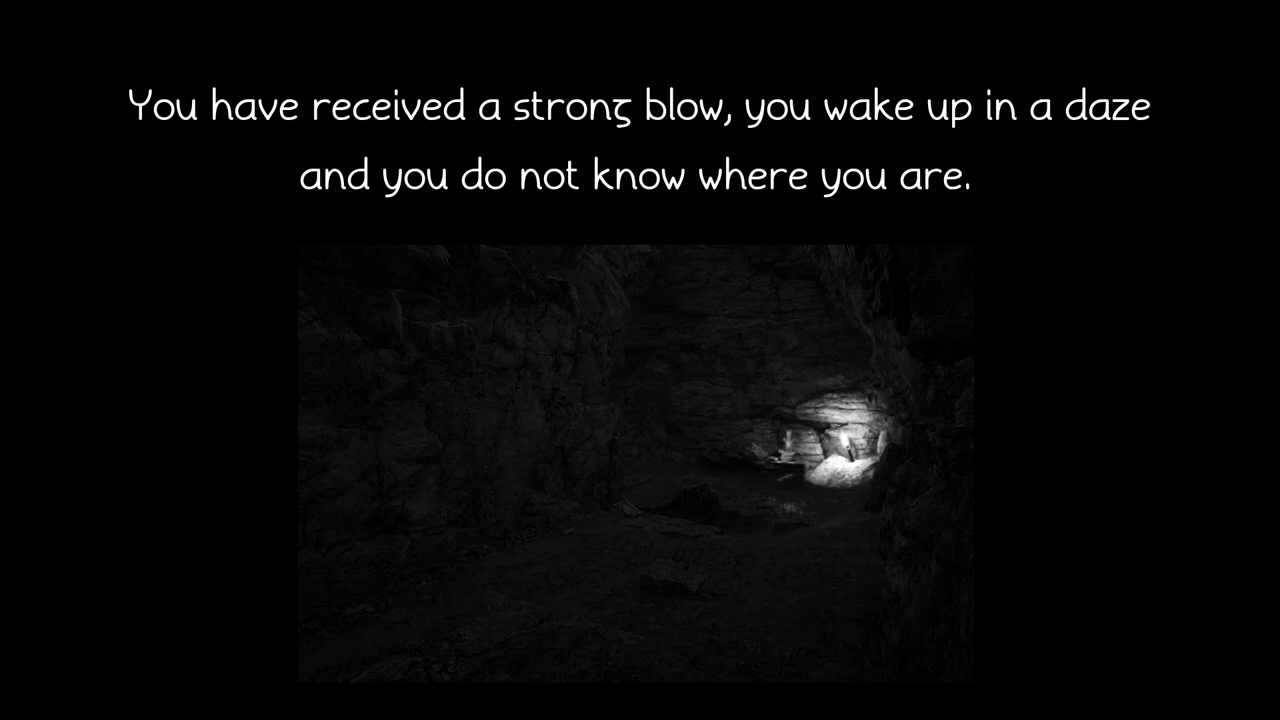 You have received a strong blow, you wake up in a daze
and you do not know where you are.